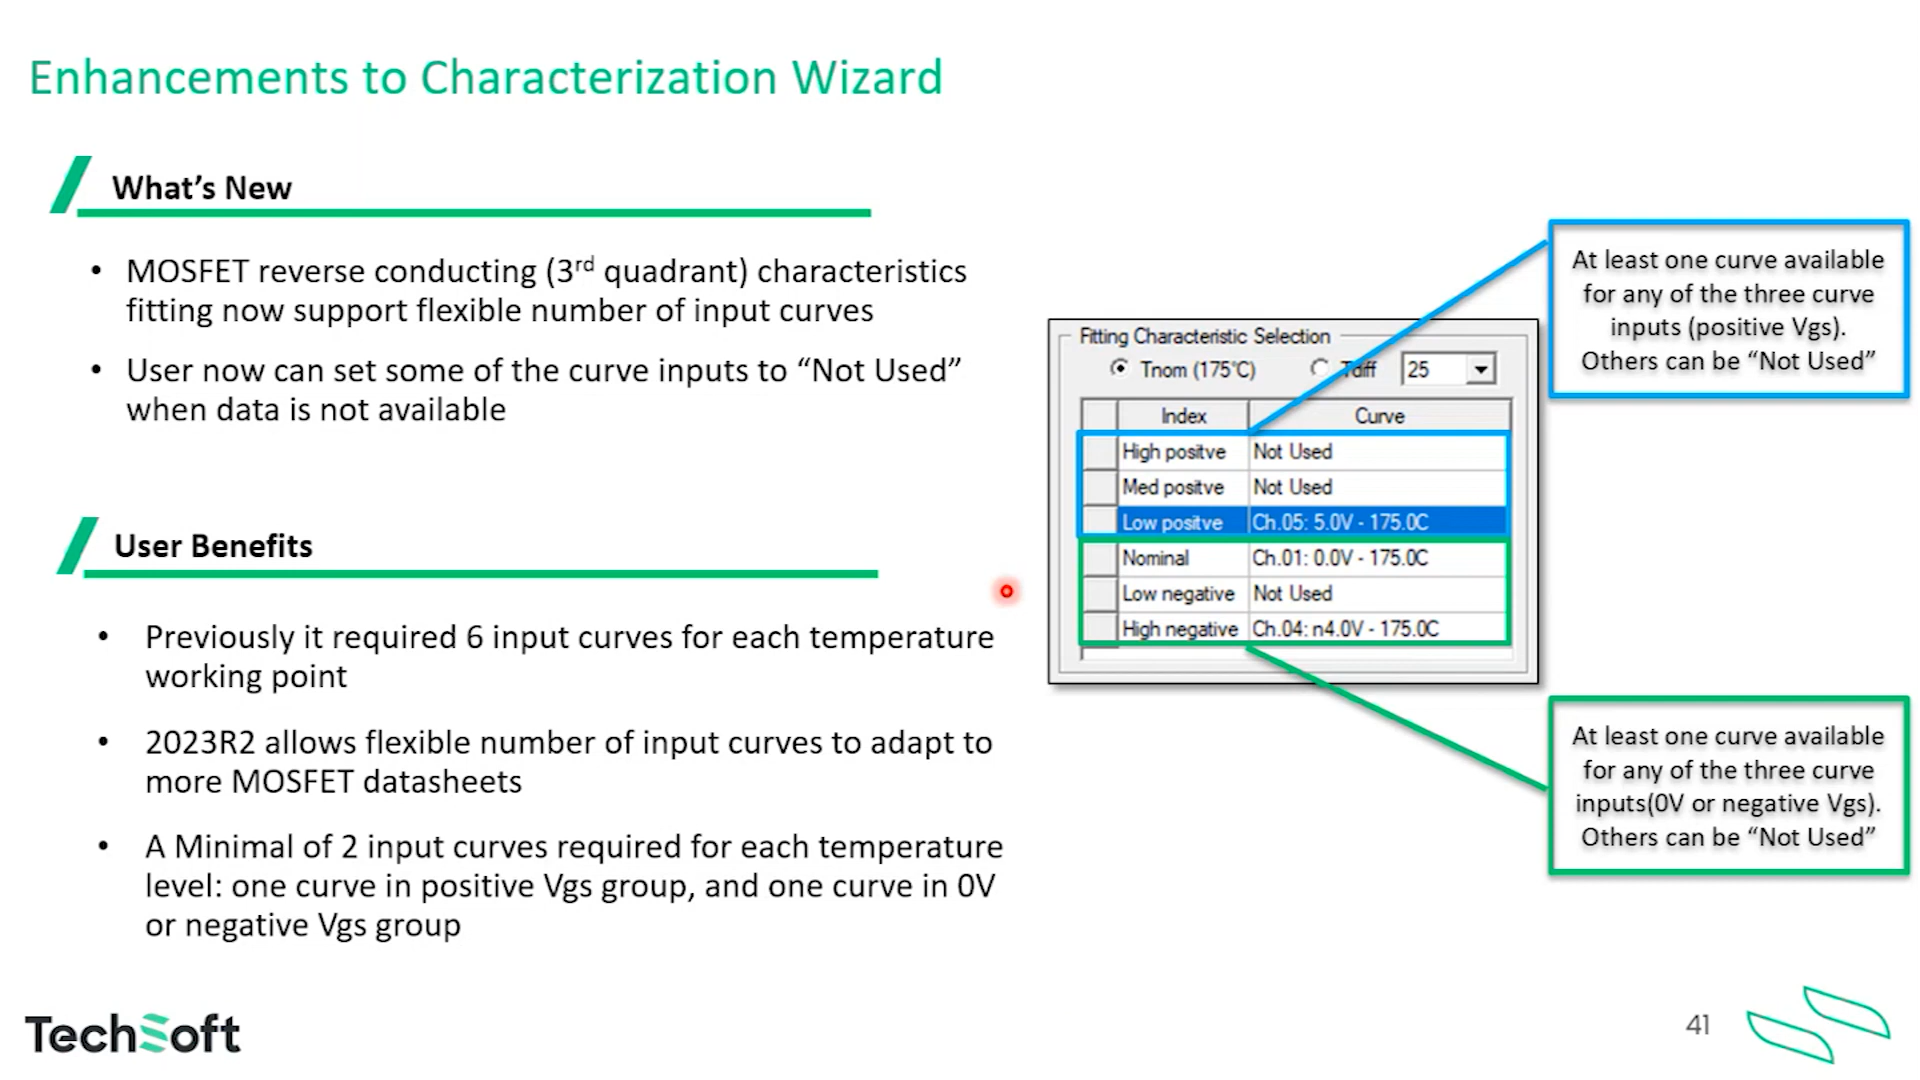 Enhancements to Characterization Wizard
What's New
• MOSFET reverse conducting (3rd quadrant) characteristics
fitting now support flexible number of input curves
• User now can set some of the curve inputs to “Not Used”
when data is not available
User Benefits
• Previously it required 6 input curves for each temperature
working point
• 2023R2 allows flexible number of input curves to adapt to
more MOSFET datasheets
• A Minimal of 2 input curves required for each temperature
level: one curve in positive Vgs group, and one curve in 0V
or negative Vgs group
Fitting Characteristic Selection
Tnom (175°C) Tdiff 25
Index Curve
High positve Not Used
Med positve Not Used
Low positve Ch.05: 5.0V - 175.0C
Nominal Ch.01: 0.0V - 175.0C
Low negative Not Used
High negative Ch.04: n4.0V - 175.0C
At least one curve available
for any of the three curve
inputs (positive Vgs).
Others can be “Not Used”
At least one curve available
for any of the three curve
inputs(0V or negative Vgs).
Others can be “Not Used”
TechSoft
41